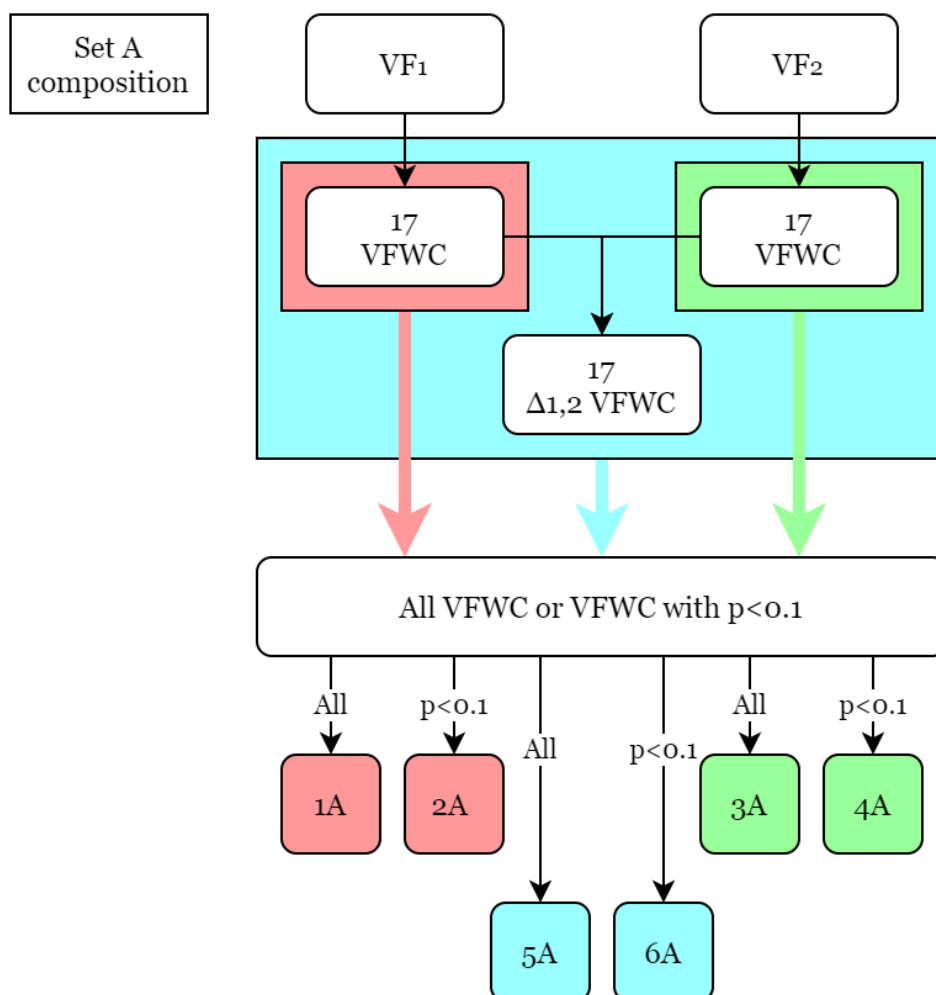 Set A
composition
VF1
VF2
17
VFWC
17
VFWC
17
Δ1,2 VFWC
All VFWC or VFWC with p<0.1
All
p<0.1
All
p<0.1
All
p<0.1
1A
2A
3A
4A
5A
6A